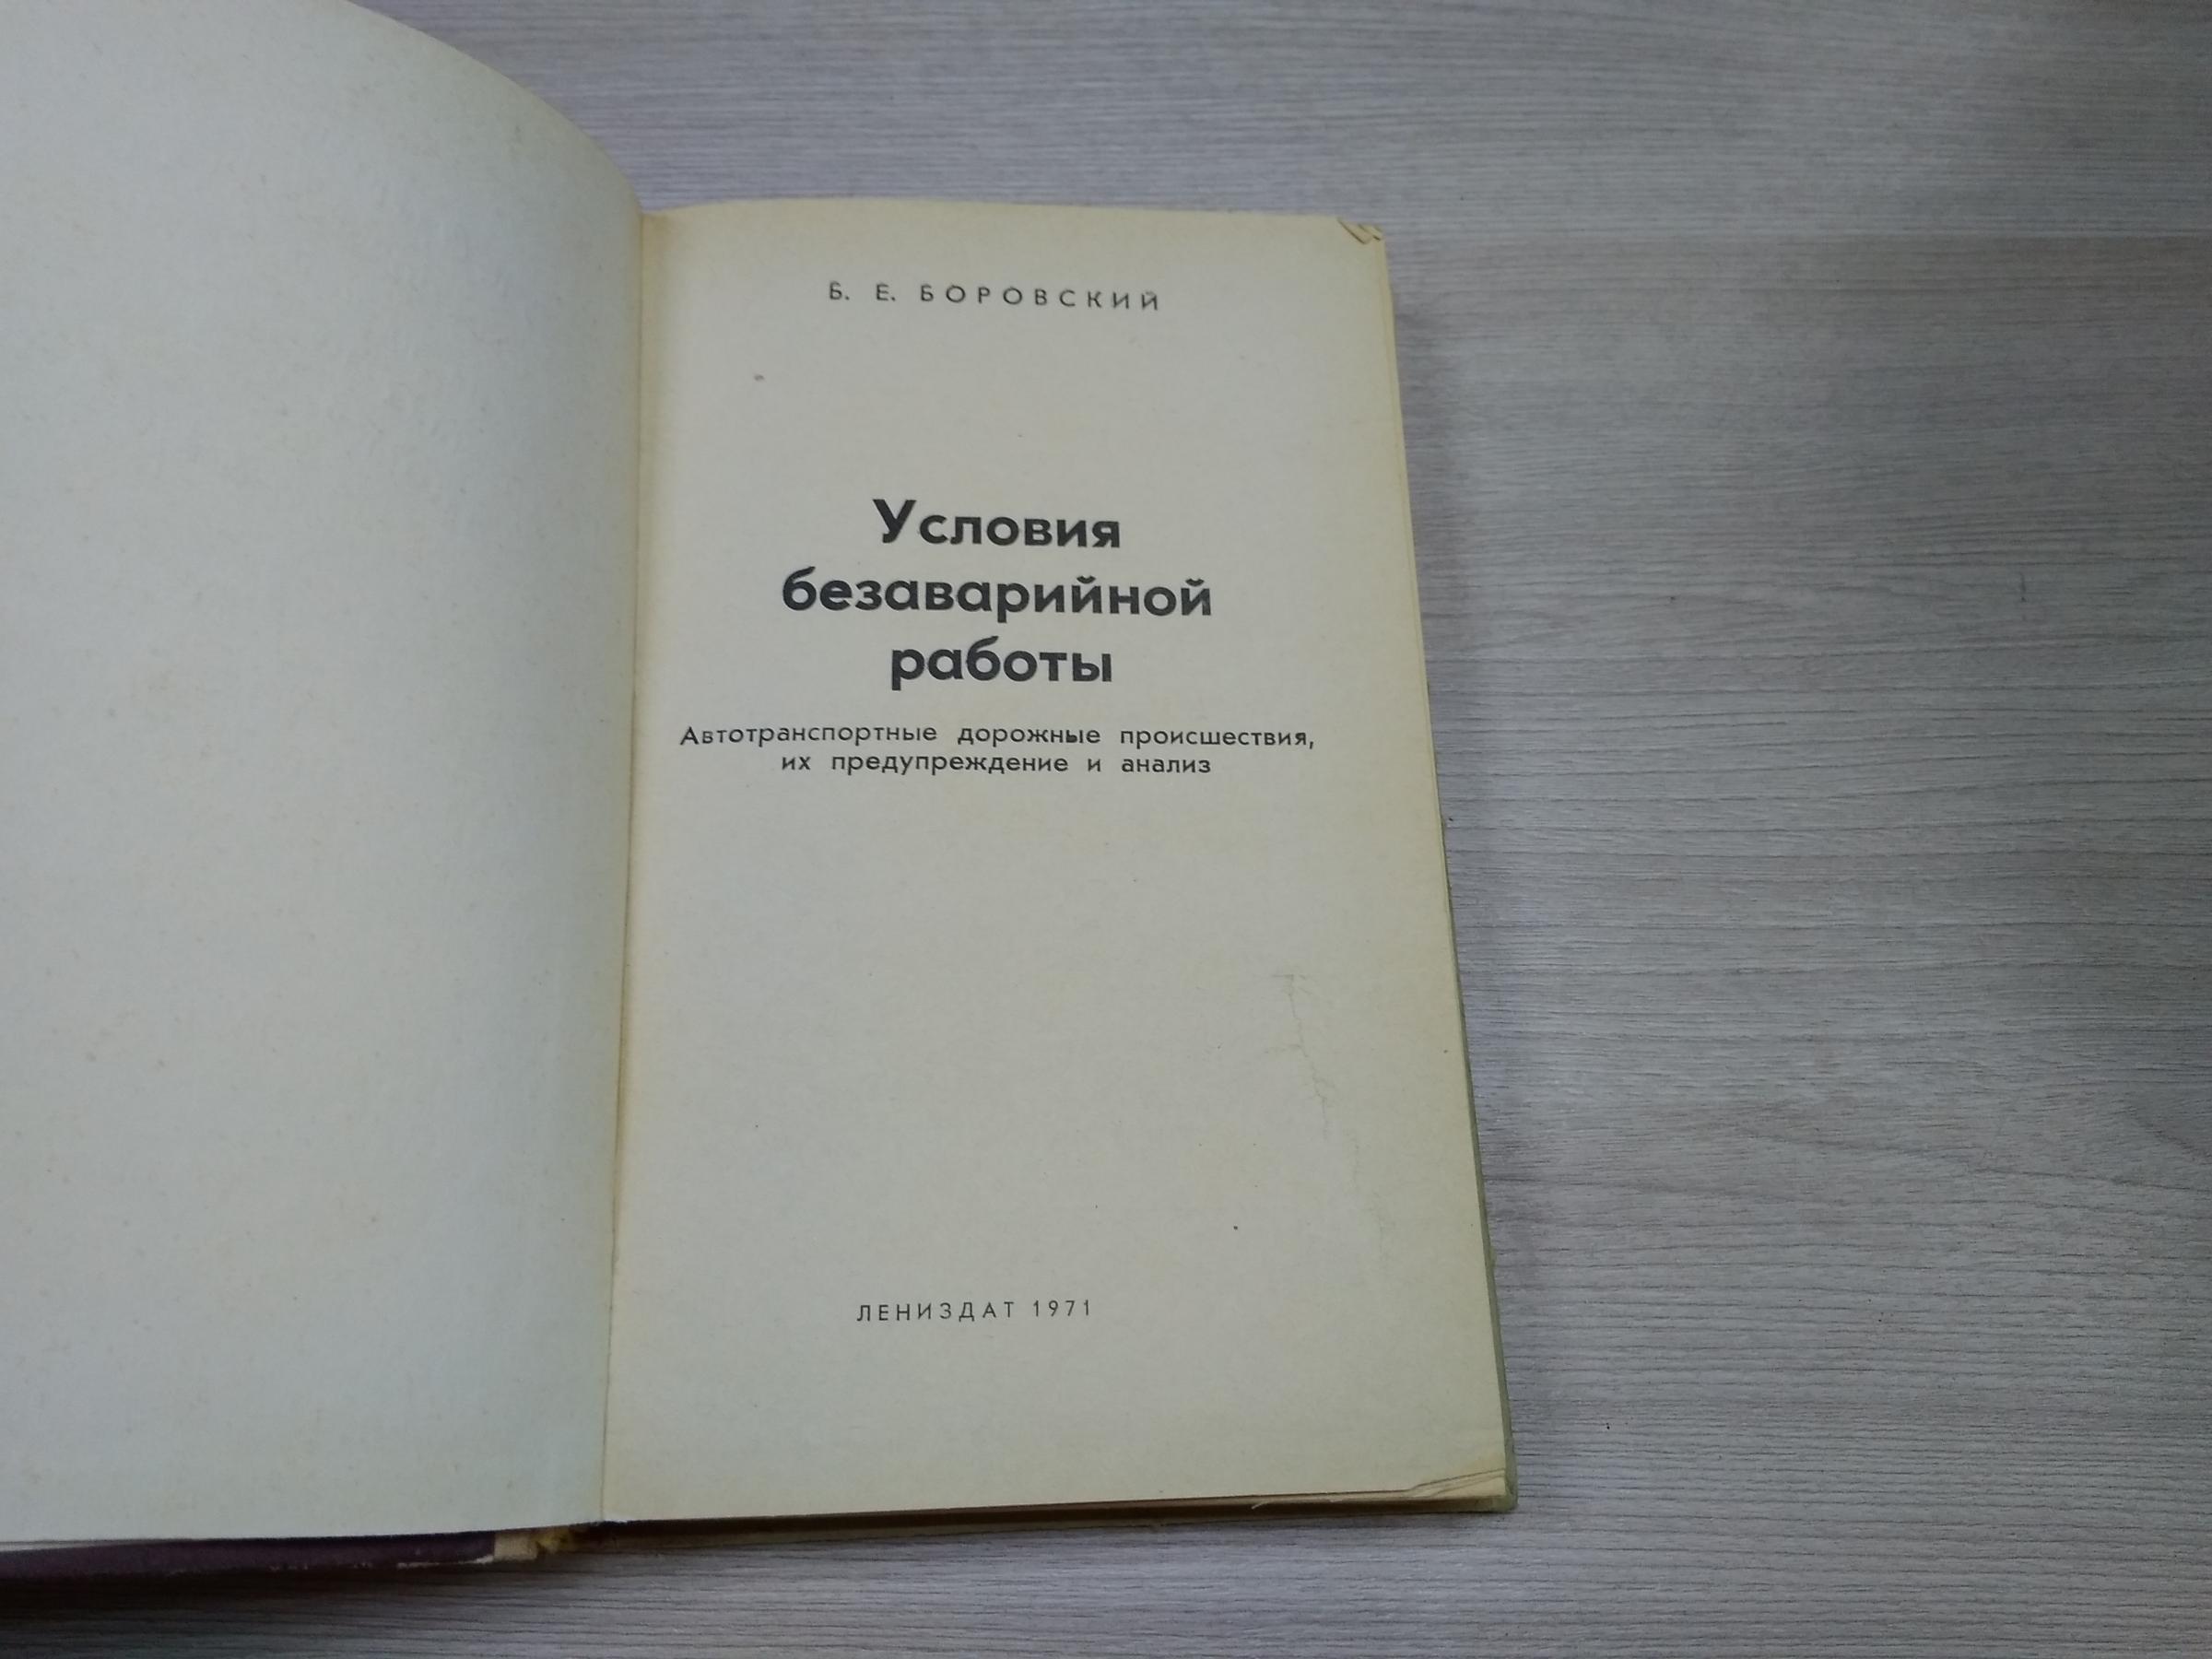 Б. Е. БОРОВСКИЙ
Условия
безаварийной
работы
Автотранспортные дорожные происшествия,
их предупреждение и анализ
ЛЕНИЗДАТ 1971